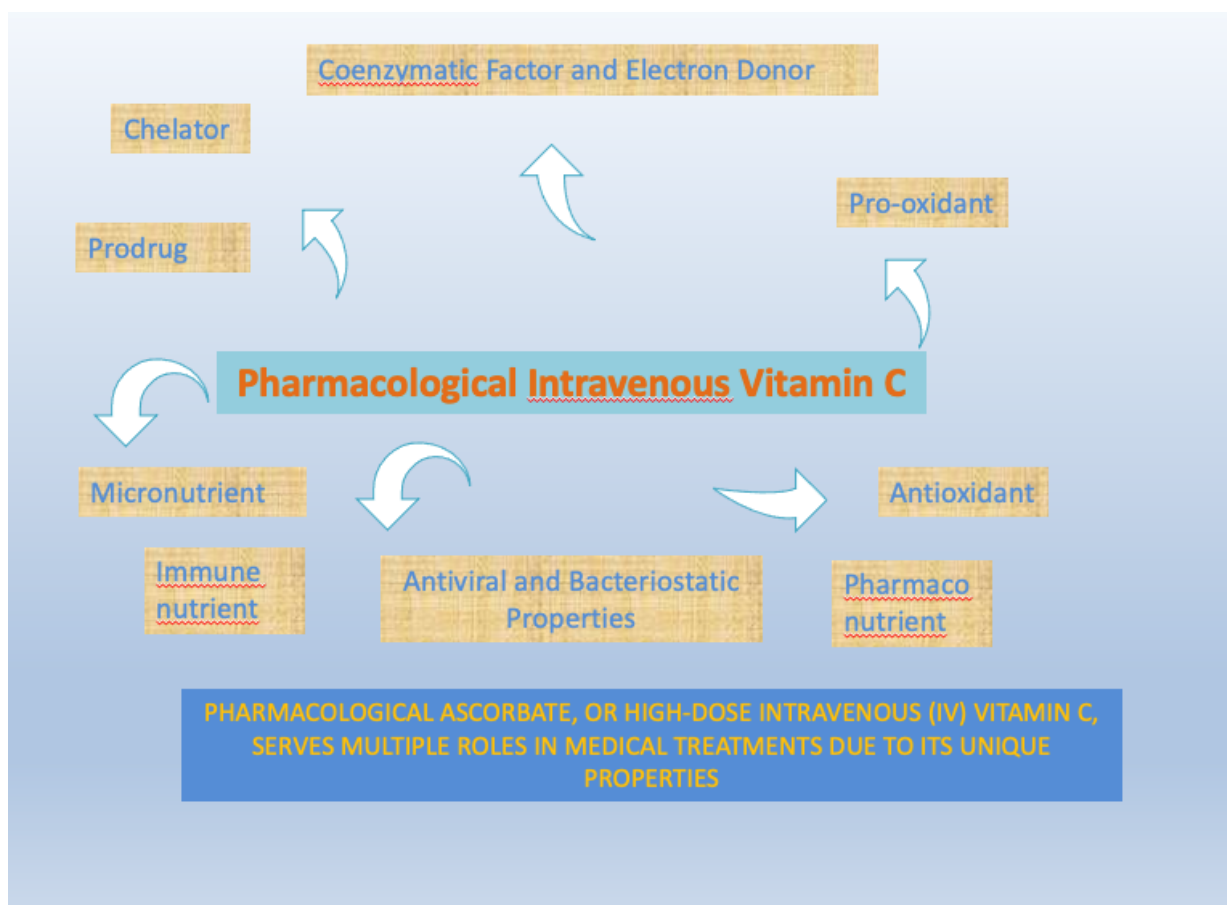 Coenzymatic Factor and Electron Donor
Chelator
Pro-oxidant
Prodrug
Pharmacological Intravenous Vitamin C
Micronutrient
Antioxidant
Immune
nutrient
Antiviral and Bacteriostatic
Properties
Pharmaco
nutrient
PHARMACOLOGICAL ASCORBATE, OR HIGH-DOSE INTRAVENOUS (IV) VITAMIN C,
SERVES MULTIPLE ROLES IN MEDICAL TREATMENTS DUE TO ITS UNIQUE
PROPERTIES